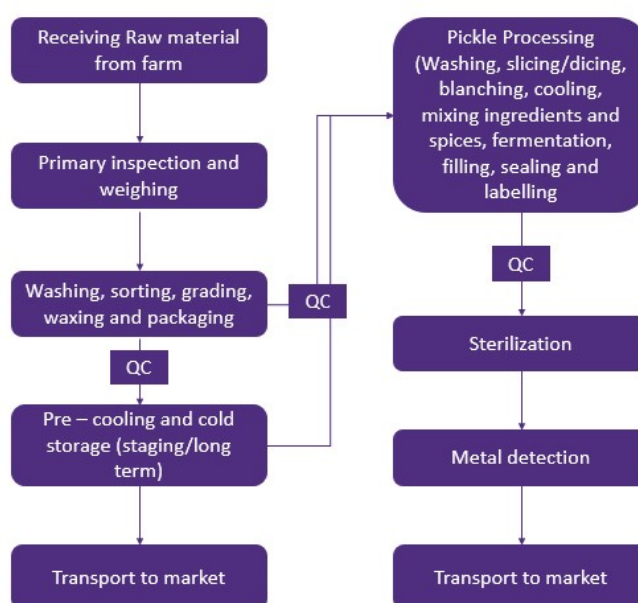 Receiving Raw material
from farm
Primary inspection and
weighing
Washing, sorting, grading,
waxing and packaging
QC
Pre – cooling and cold
storage (staging/long
term)
Transport to market
QC
Pickle Processing
(Washing, slicing/dicing,
blanching, cooling,
mixing ingredients and
spices, fermentation,
filling, sealing and
labelling
QC
Sterilization
Metal detection
Transport to market